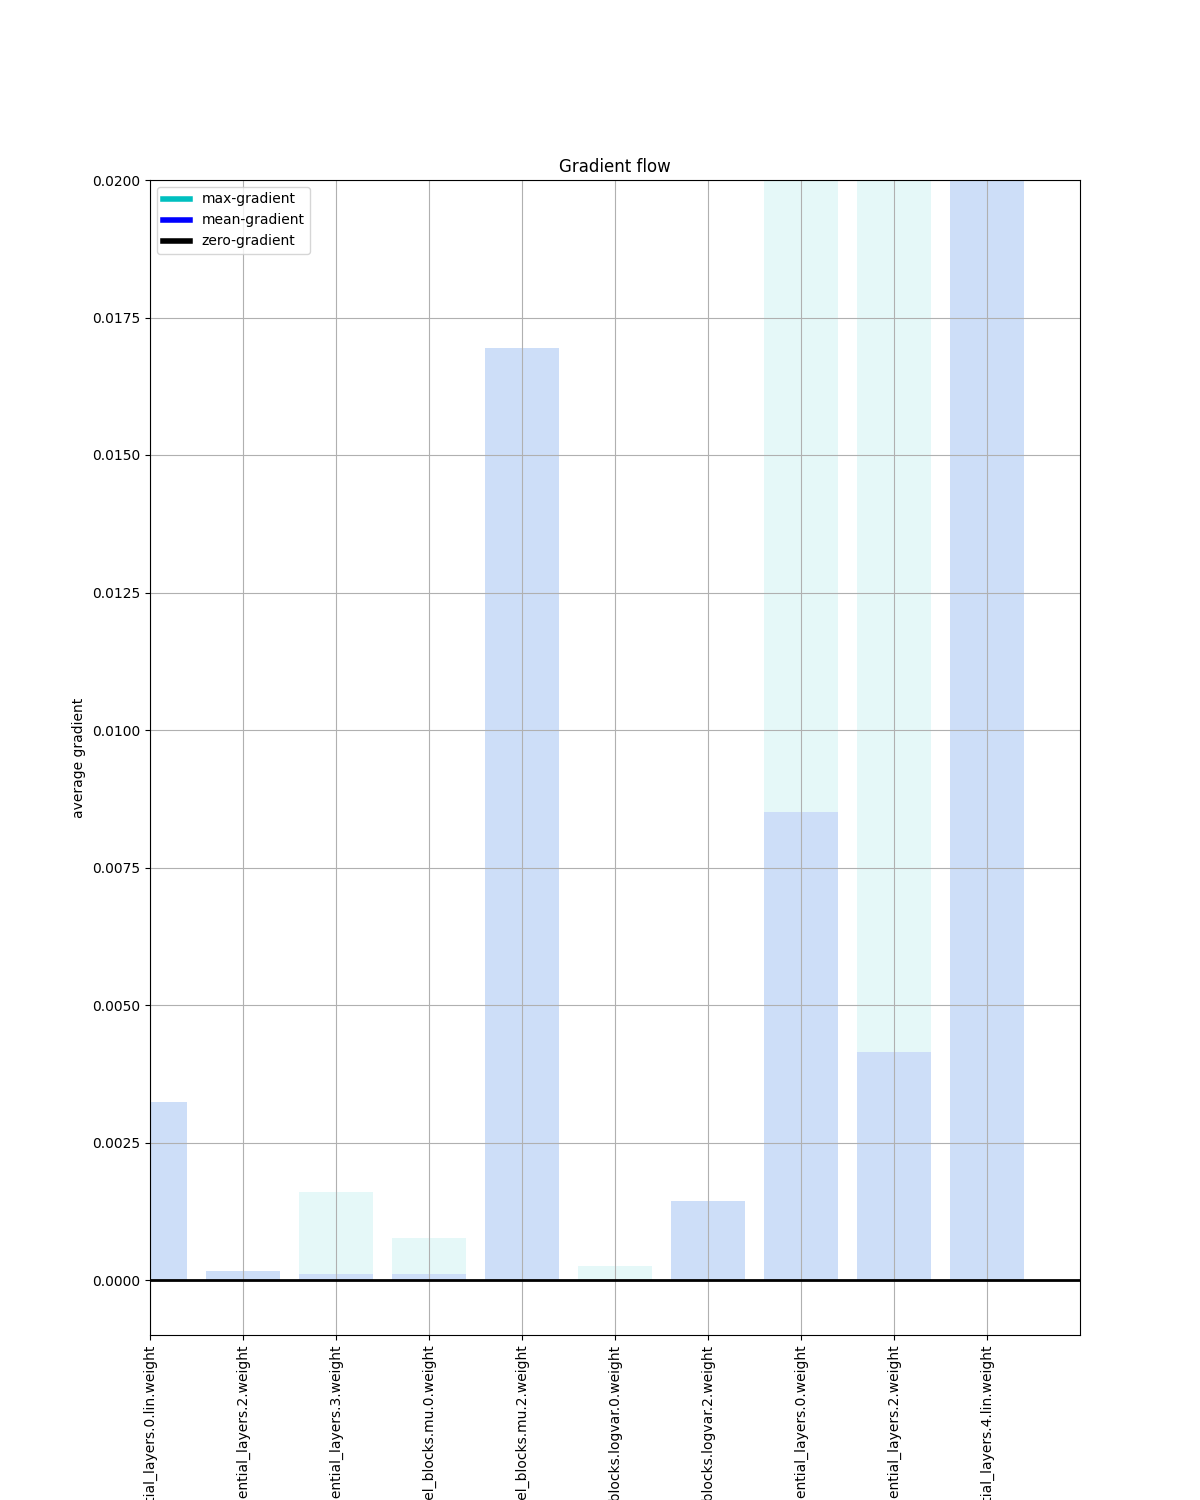 Gradient flow
max-gradient
mean-gradient
zero-gradient
average gradient
0.0200
0.0175
0.0150
0.0125
0.0100
0.0075
0.0050
0.0025
0.0000
tial_layers.0.lin.weight
ential_layers.2.weight
ential_layers.3.weight
el_blocks.mu.0.weight
el_blocks.mu.2.weight
blocks.logvar.0.weight
blocks.logvar.2.weight
ential_layers.0.weight
ential_layers.2.weight
tial_layers.4.lin.weight